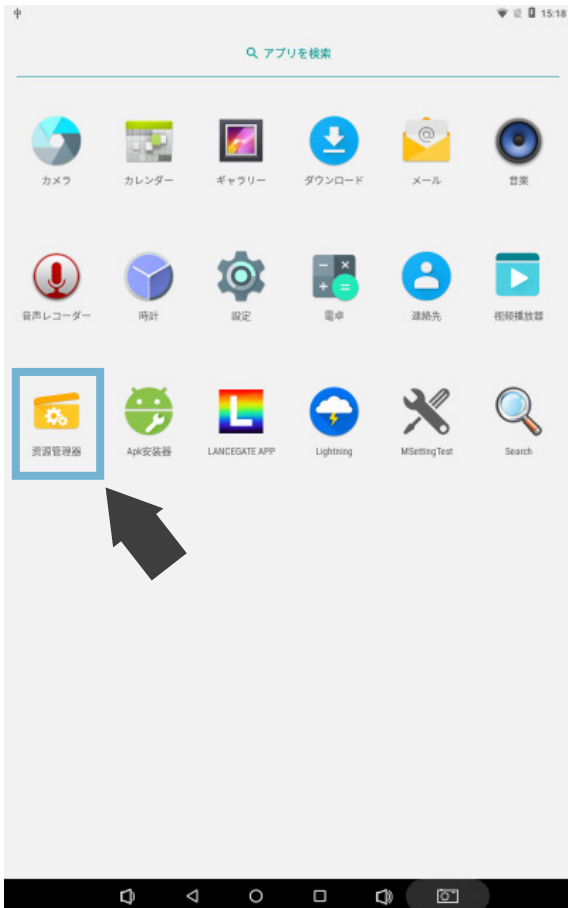 15:18
アプリを検索
カメラ
カレンダー
ギャラリー
ダウンロード
メール
音楽
音声レコーダー
時計
設定
電卓
連絡先
视频播放器
资源管理器
Apk安装器
LANCEGATE APP
Lightning
MSettingTest
Search